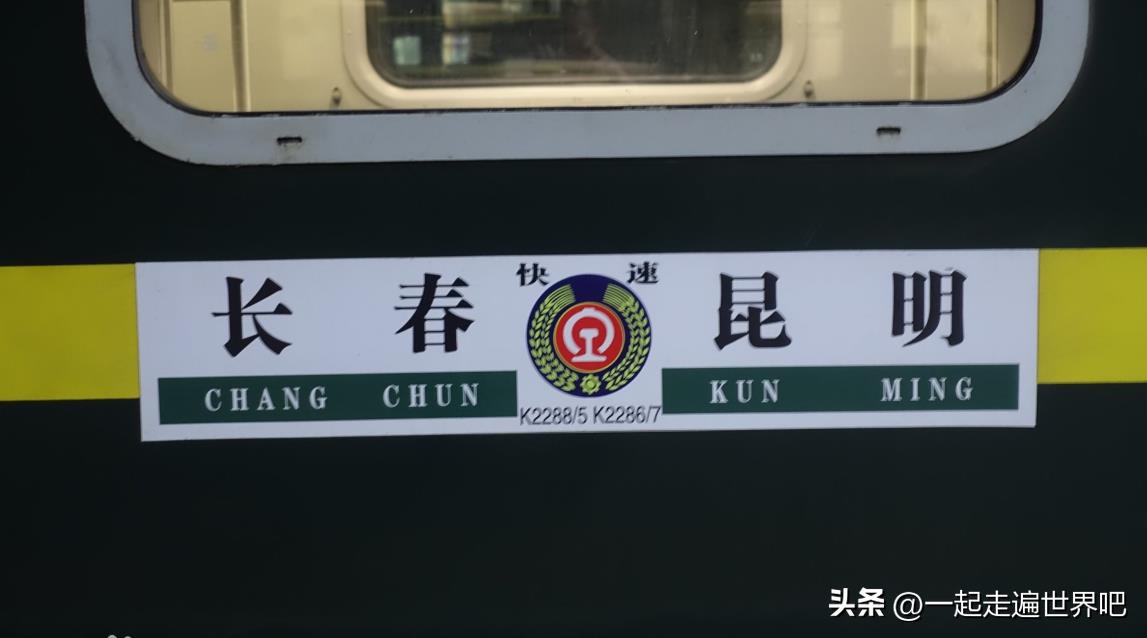 快 速
长 春 昆 明
CHANG CHUN KUN MING
K2288/5 K2286/7
头条 @一起走遍世界吧